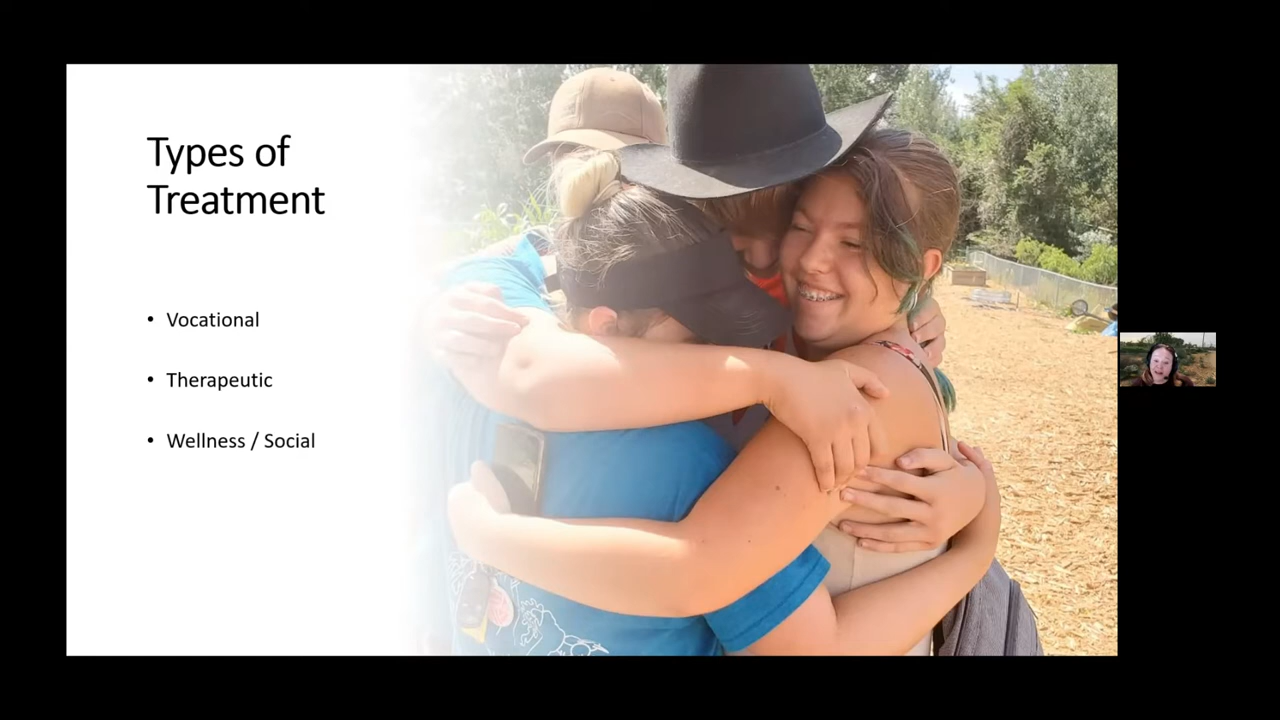 Types of
Treatment
• Vocational
• Therapeutic
• Wellness / Social